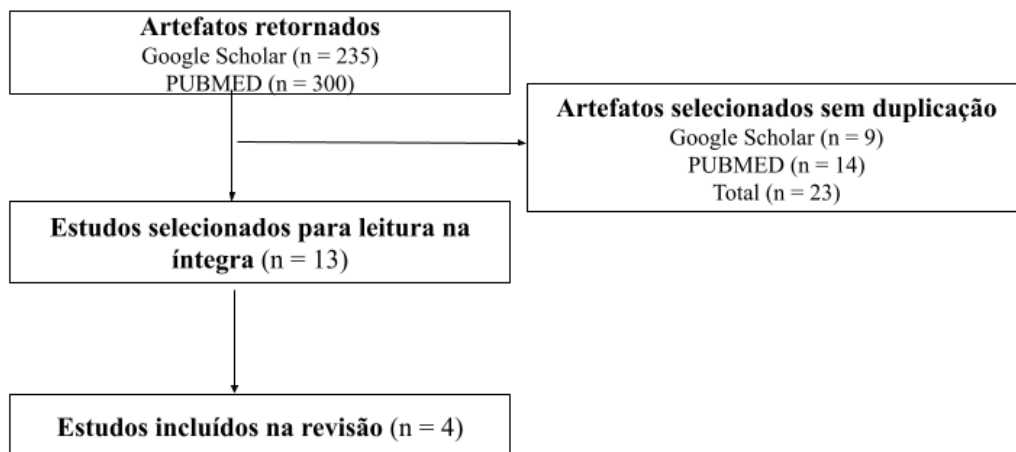 Artefatos retornados
Google Scholar (n = 235)
PUBMED (n = 300)
Artefatos selecionados sem duplicação
Google Scholar (n = 9)
PUBMED (n = 14)
Total (n = 23)
Estudos selecionados para leitura na
íntegra (n = 13)
Estudos incluídos na revisão (n = 4)